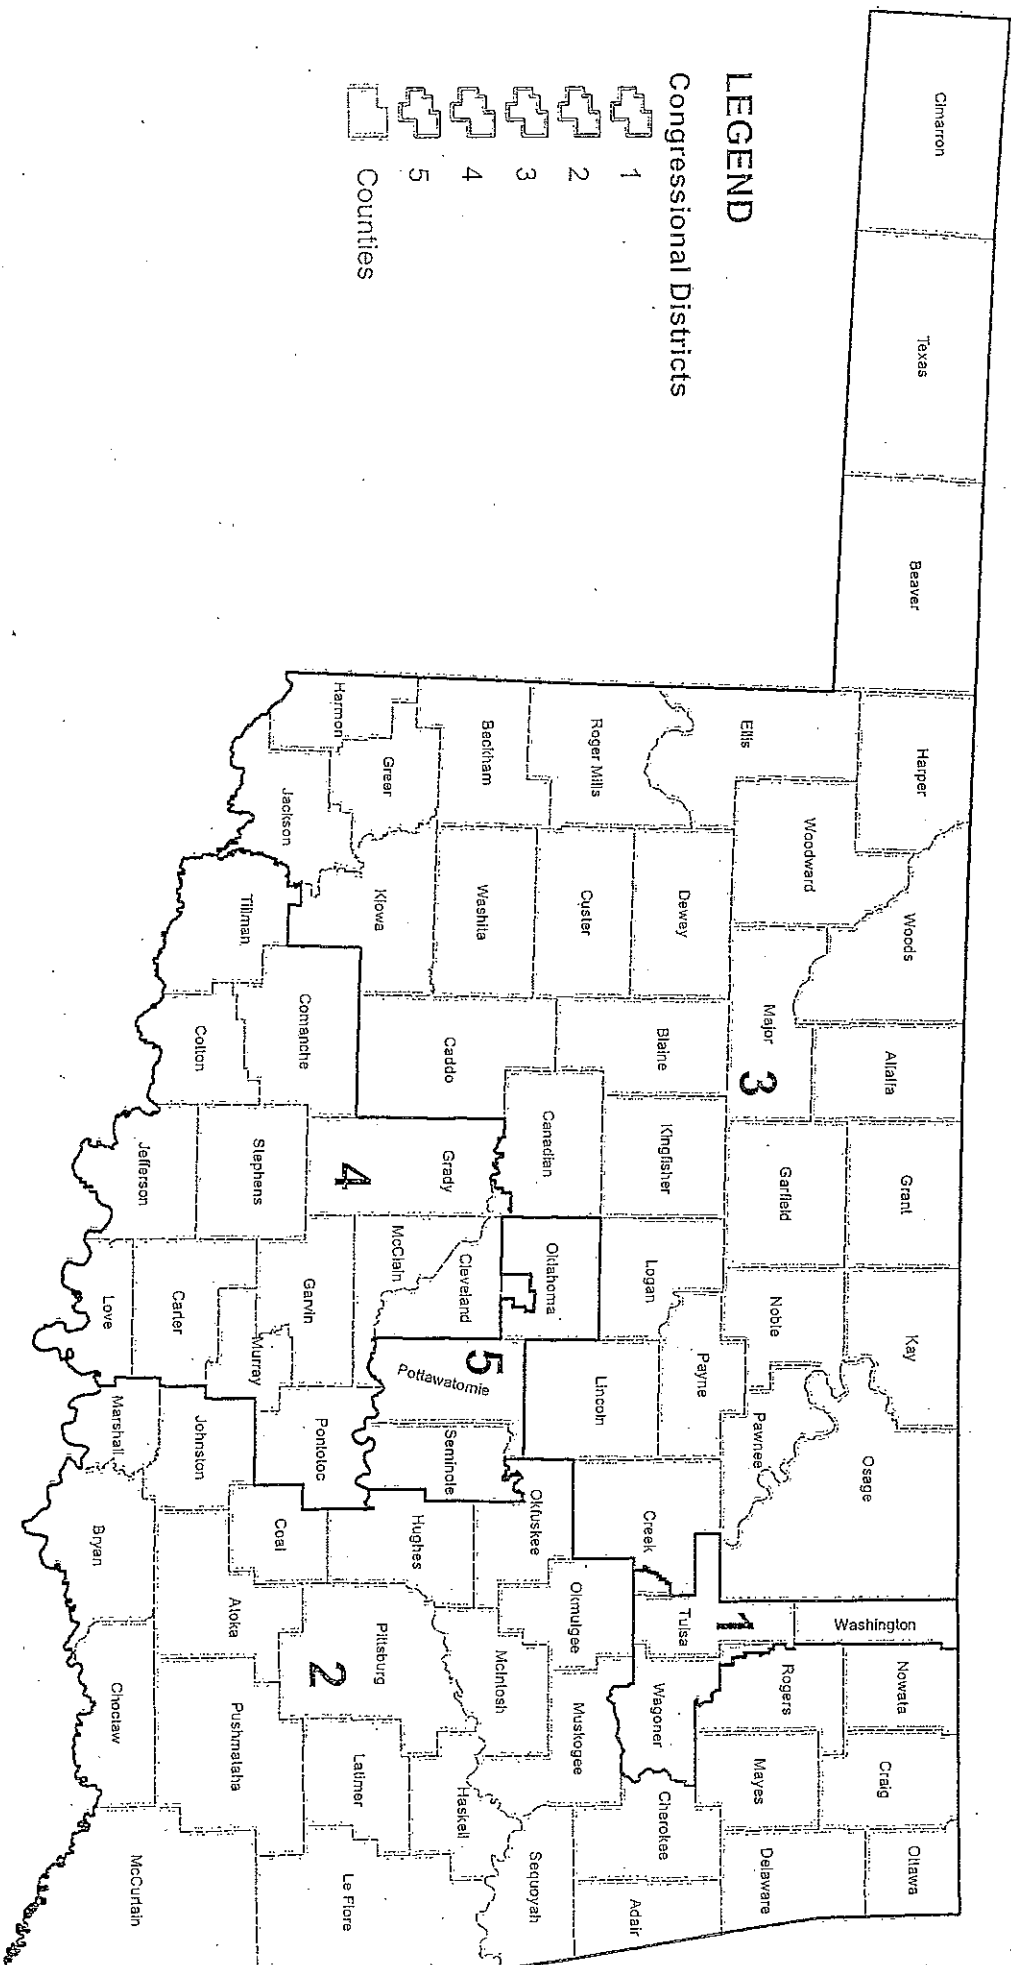 LEGEND
Congressional Districts
1
2
3
4
5
Counties
Cimarron
Texas
Beaver
Harper
Woods
Alfalfa
Grant
Kay
Osage
Washington
Nowata
Craig
Ottawa
Ellis
Woodward
Major
3
Garfield
Noble
Pawnee
1
Rogers
Mayes
Delaware
Roger Mills
Dewey
Blaine
Kingfisher
Logan
Payne
Creek
Tulsa
Wagoner
Cherokee
Adair
Beckham
Custer
Canadian
Oklahoma
Lincoln
Okfuskee
Okmulgee
Muskogee
Sequoyah
Washita
Caddo
Grady
Cleveland
5
Pottawatomie
Seminole
Hughes
McIntosh
Haskell
Harmon
Greer
Kiowa
4
McClain
Garvin
Pontotoc
Coal
Pittsburg
2
Latimer
Le Flore
Jackson
Tillman
Comanche
Stephens
Murray
Johnston
Atoka
Pushmataha
Cotton
Jefferson
Carter
Love
Marshall
Bryan
Choctaw
McCurtain